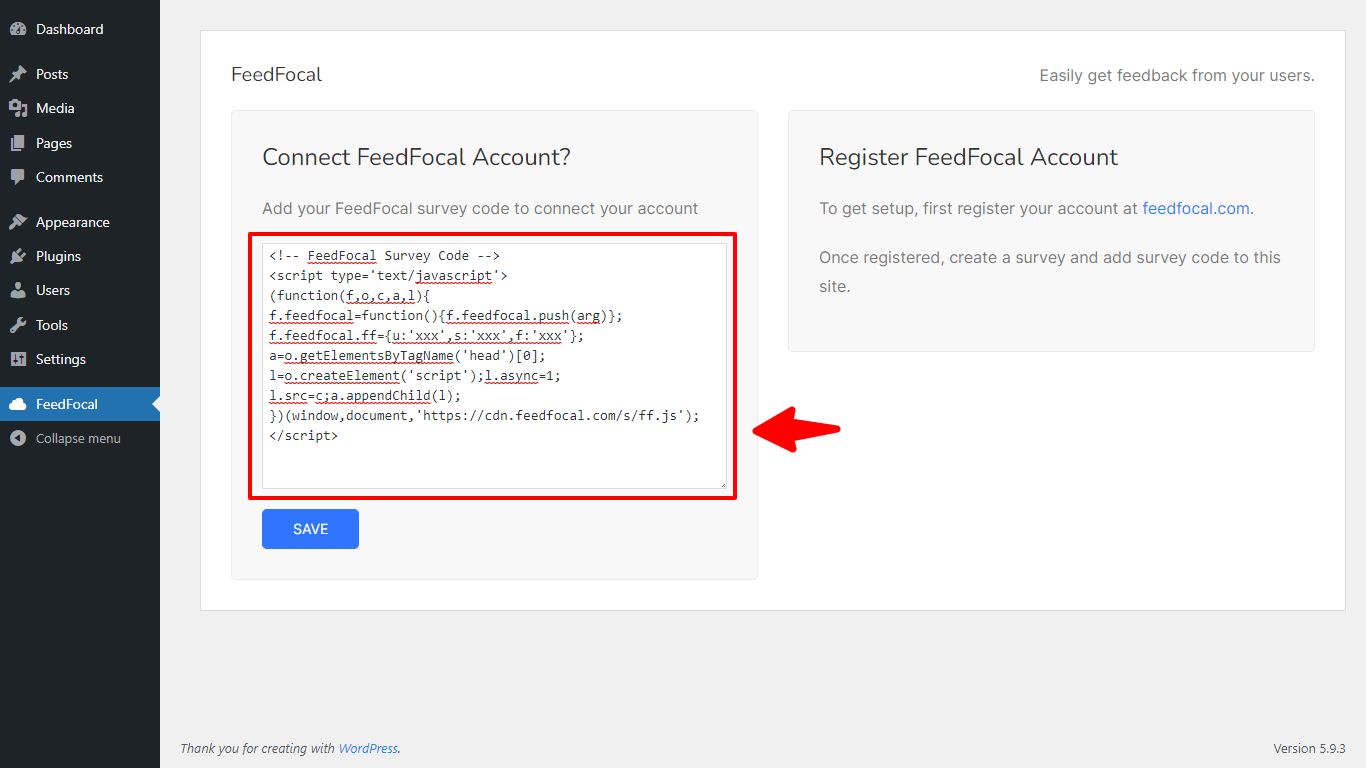 Dashboard
Posts
Media
Pages
Comments
Appearance
Plugins
Users
Tools
Settings
FeedFocal
Collapse menu
FeedFocal
Easily get feedback from your users.
Connect FeedFocal Account?
Add your FeedFocal survey code to connect your account
<!-- FeedFocal Survey Code -->
<script type='text/javascript'>
(function(f,o,c,a,l){
f.feedfocal=function(){f.feedfocal.push(arg)};
f.feedfocal.ff={u:'xxx',s:'xxx',f:'xxx'};
a=o.getElementsByTagName('head')[0];
l=o.createElement('script');l.async=1;
l.src=c;a.appendChild(l);
})(window,document,'https://cdn.feedfocal.com/s/ff.js');
</script>
SAVE
Register FeedFocal Account
To get setup, first register your account at feedfocal.com.
Once registered, create a survey and add survey code to this
site.
Thank you for creating with WordPress.
Version 5.9.3